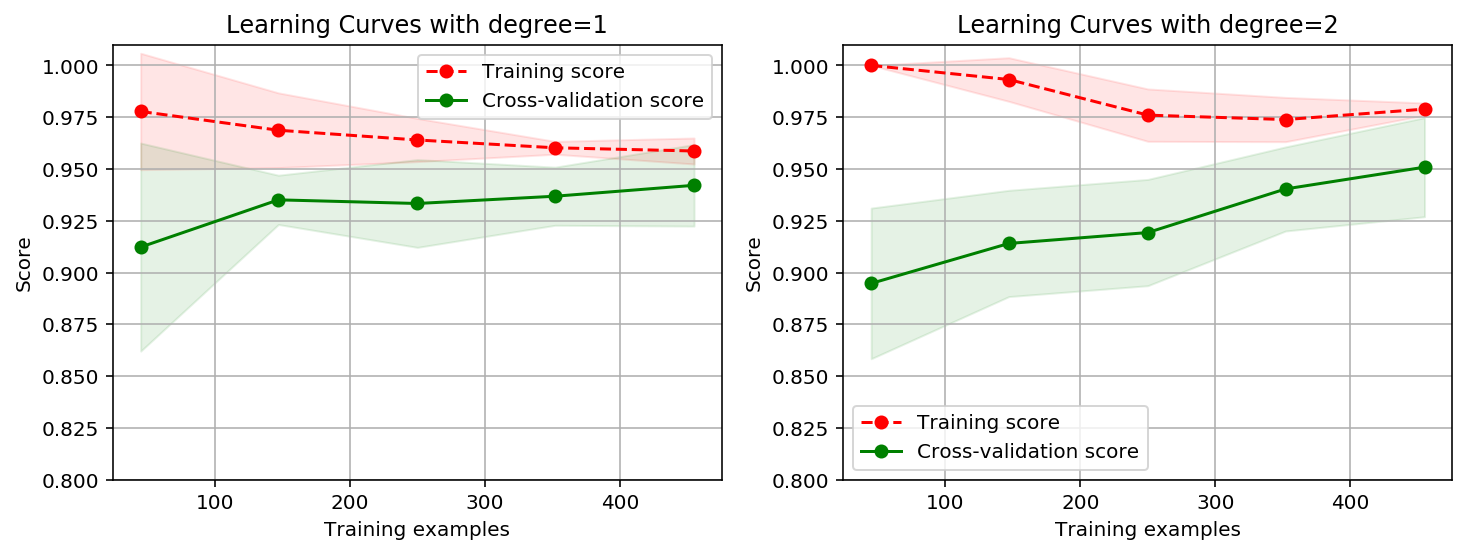 Learning Curves with degree=1
1.000
0.975
0.950
0.925
0.900
0.875
0.850
0.825
0.800
Score
Training score
Cross-validation score
100 200 300 400
Training examples
Learning Curves with degree=2
1.000
0.975
0.950
0.925
0.900
0.875
0.850
0.825
0.800
Score
Training score
Cross-validation score
100 200 300 400
Training examples